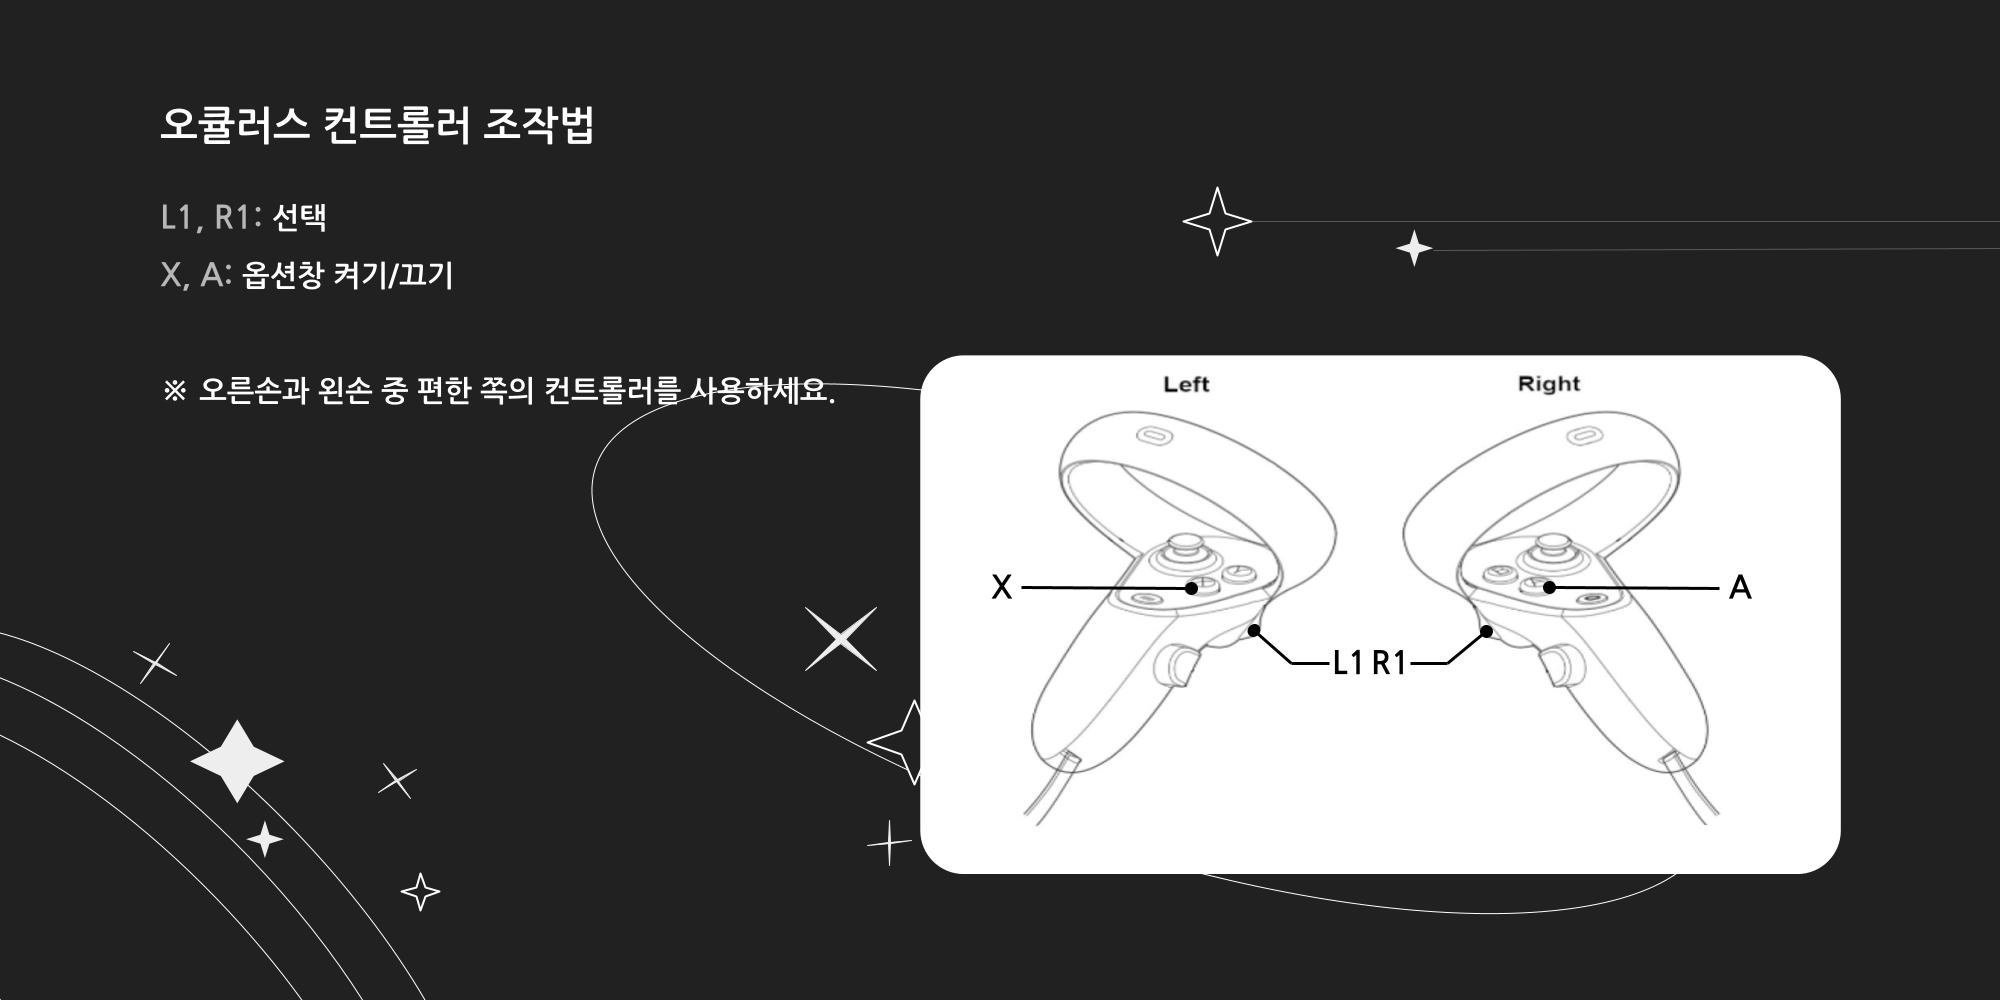 오큘러스 컨트롤러 조작법
L1, R1: 선택
X, A: 옵션창 켜기/끄기
※ 오른손과 왼손 중 편한 쪽의 컨트롤러를 사용하세요.
Left
Right
X
A
L1 R1